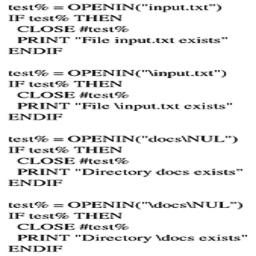 test% = OPENIN("input.txt")
IF test% THEN
CLOSE #test%
PRINT "File input.txt exists"
ENDIF
test% = OPENIN("\input.txt")
IF test% THEN
CLOSE #test%
PRINT "File \input.txt exists"
ENDIF
test% = OPENIN("docs\NUL")
IF test% THEN
CLOSE #test%
PRINT "Directory docs exists"
ENDIF
test% = OPENIN("\docs\NUL")
IF test% THEN
CLOSE #test%
PRINT "Directory \docs exists"
ENDIF